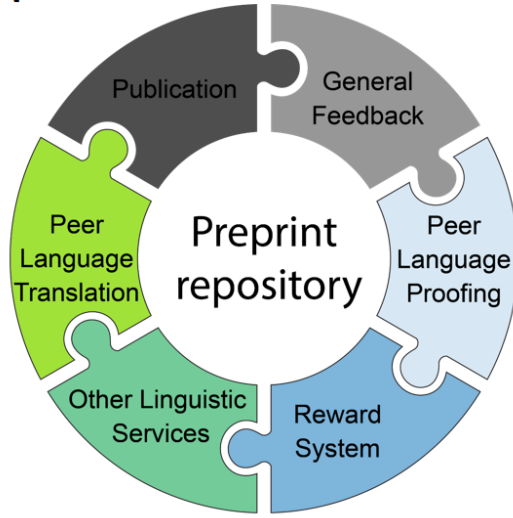 Publication
General
Feedback
Peer
Language
Proofing
Reward
System
Other Linguistic
Services
Peer
Language
Translation
Preprint
repository